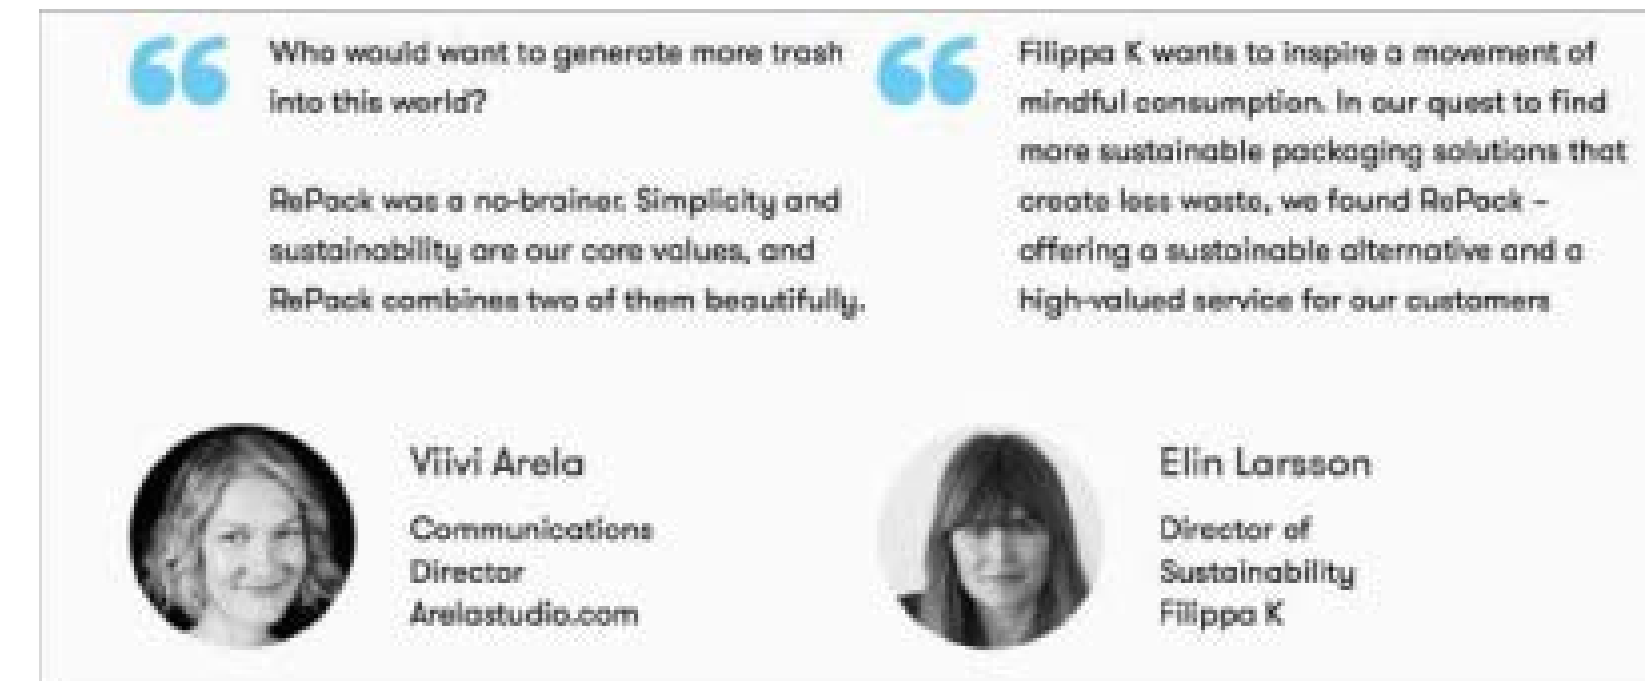 Who would want to generate more trash
into this world?
RePack was a no-brainer. Simplicity and
sustainability are our core values, and
RePack combines two of them beautifully.
Viivi Arela
Communications
Director
Arelastudio.com
Filippa K wants to inspire a movement of
mindful consumption. In our quest to find
more sustainable packaging solutions that
create less waste, we found RePack –
offering a sustainable alternative and a
high-valued service for our customers
Elin Larsson
Director of
Sustainability
Filippa K